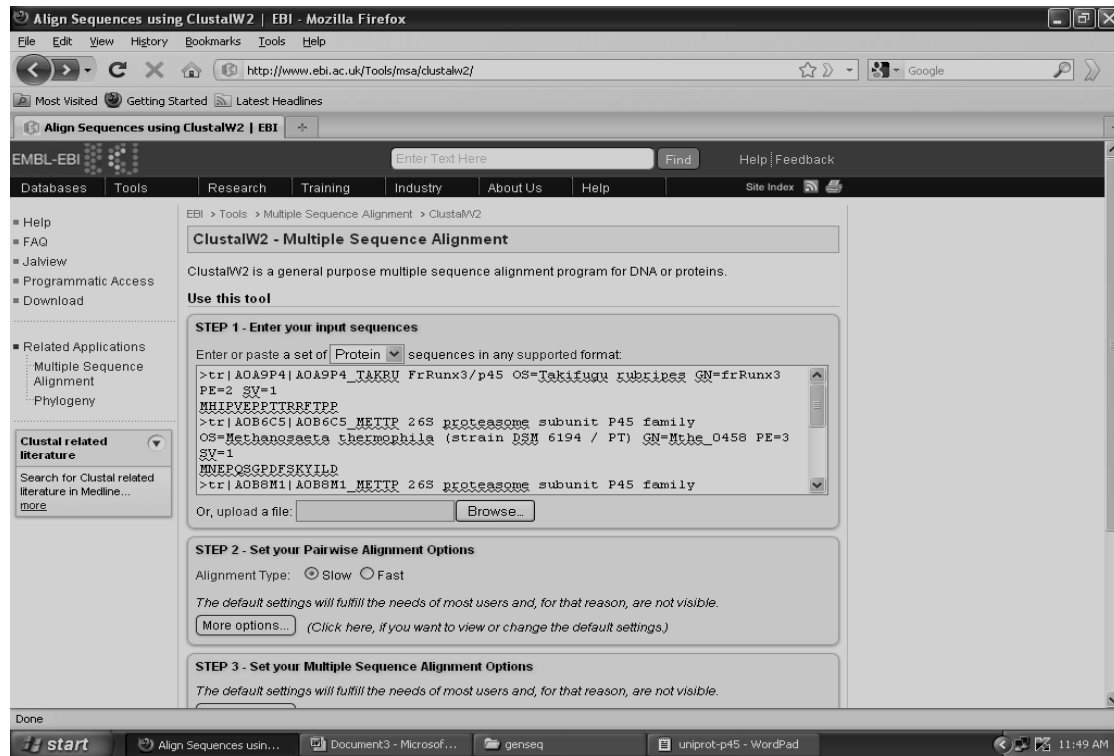 Align Sequences using ClustalW2 | EBI - Mozilla Firefox
File Edit View History Bookmarks Tools Help
http://www.ebi.ac.uk/Tools/msa/clustalw2/
Google
Most Visited Getting Started Latest Headlines
Align Sequences using ClustalW2 | EBI
EMBL-EBI
Enter Text Here Find Help Feedback
Databases Tools Research Training Industry About Us Help Site Index
EBI > Tools > Multiple Sequence Alignment > ClustalW2
Help
FAQ
Jalview
Programmatic Access
Download
Related Applications
Multiple Sequence
Alignment
Phylogeny
Clustal related
literature
Search for Clustal related
literature in Medline...
more
ClustalW2 - Multiple Sequence Alignment
ClustalW2 is a general purpose multiple sequence alignment program for DNA or proteins.
Use this tool
STEP 1 - Enter your input sequences
Enter or paste a set of Protein sequences in any supported format:
>tr|A0A9P4|A0A9P4_TAKRU FrRunx3/p45 OS=Takifugu rubripes GN=frRunx3
PE=2 SV=1
MHIPVEPPTTRRFTPP
>tr|A0B6C5|A0B6C5_METTP 26S proteasome subunit P45 family
OS=Methanosaeta thermophila (strain DSM 6194 / PT) GN=Mthe_0458 PE=3
SV=1
MNEPQSGPDFSKYILD
>tr|A0B8M1|A0B8M1_METTP 26S proteasome subunit P45 family
Or, upload a file: Browse...
STEP 2 - Set your Pairwise Alignment Options
Alignment Type: Slow Fast
The default settings will fulfill the needs of most users and, for that reason, are not visible.
More options... (Click here, if you want to view or change the default settings.)
STEP 3 - Set your Multiple Sequence Alignment Options
The default settings will fulfill the needs of most users and, for that reason, are not visible.
Done
start Align Sequences usin... Document3 - Microsof... genseq uniprot-p45 - WordPad 11:49 AM